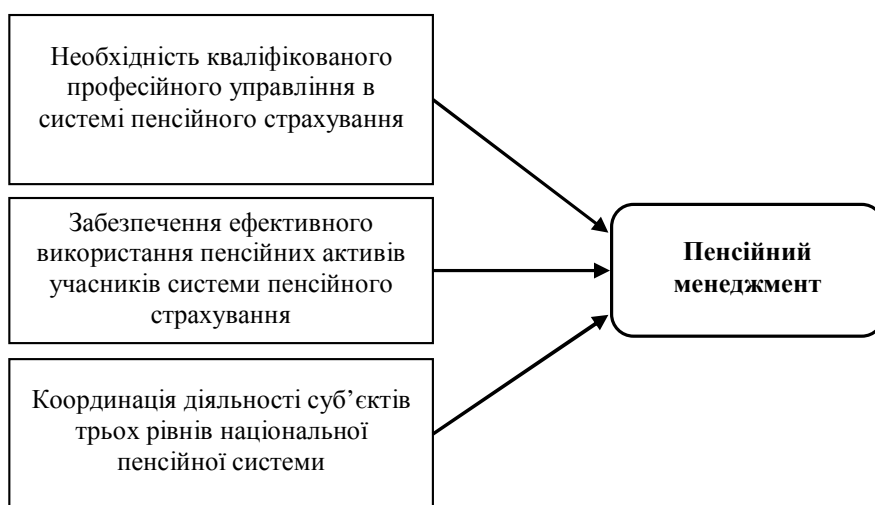 Необхідність кваліфікованого
професійного управління в
системі пенсійного страхування
Забезпечення ефективного
використання пенсійних активів
учасників системи пенсійного
страхування
Координація діяльності суб’єктів
трьох рівнів національної
пенсійної системи
Пенсійний
менеджмент